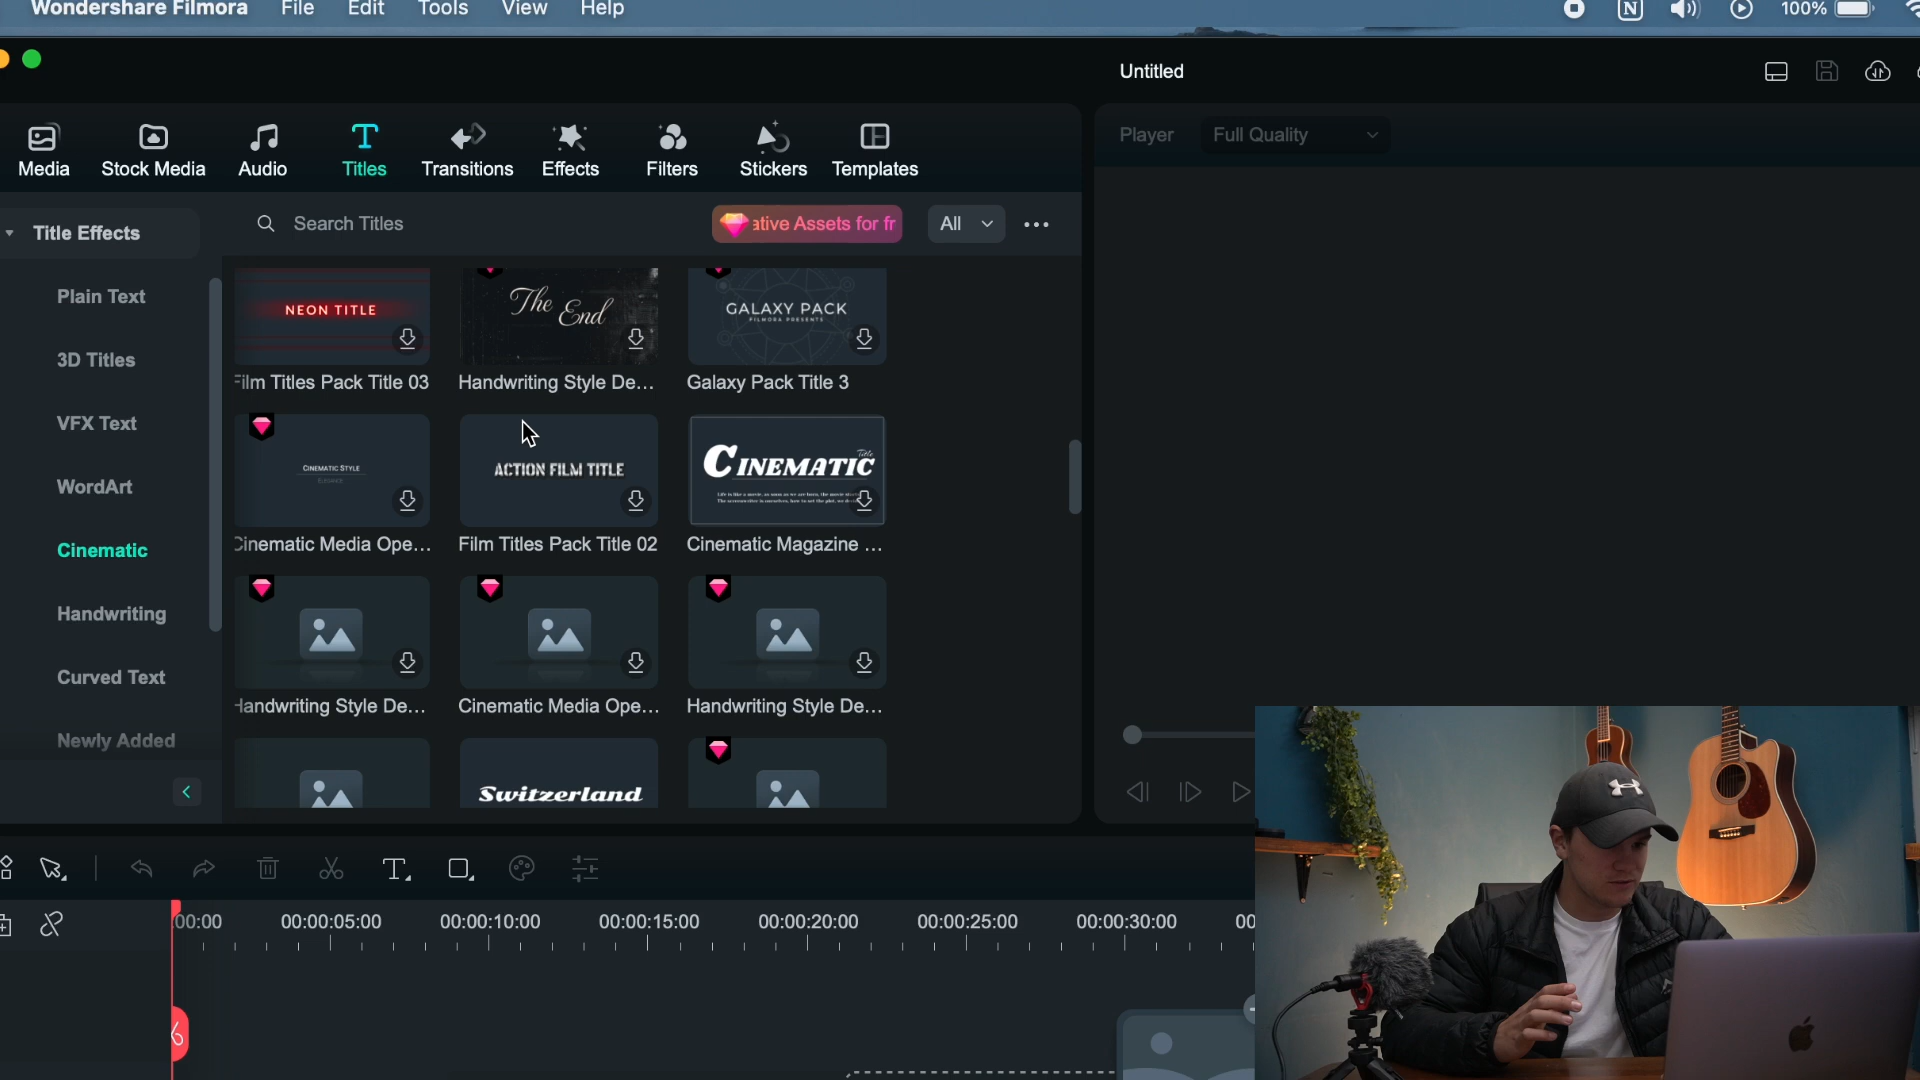 Wondershare Filmora File Edit Tools View Help
100%
Untitled
Media Stock Media Audio Titles Transitions Effects Filters Stickers Templates
Player Full Quality
Title Effects
Search Titles
ative Assets for fr
All
Plain Text
3D Titles
VFX Text
WordArt
Cinematic
Handwriting
Curved Text
Newly Added
NEON TITLE
The End
GALAXY PACK
FILMORA PRESENTS
Film Titles Pack Title 03
Handwriting Style De...
Galaxy Pack Title 3
CINEMATIC STYLE
ELEGANCE
ACTION FILM TITLE
CINEMATIC
Title
Cinematic Media Ope...
Film Titles Pack Title 02
Cinematic Magazine ...
Handwriting Style De...
Cinematic Media Ope...
Handwriting Style De...
Switzerland
:00:00 00:00:05:00 00:00:10:00 00:00:15:00 00:00:20:00 00:00:25:00 00:00:30:00 00